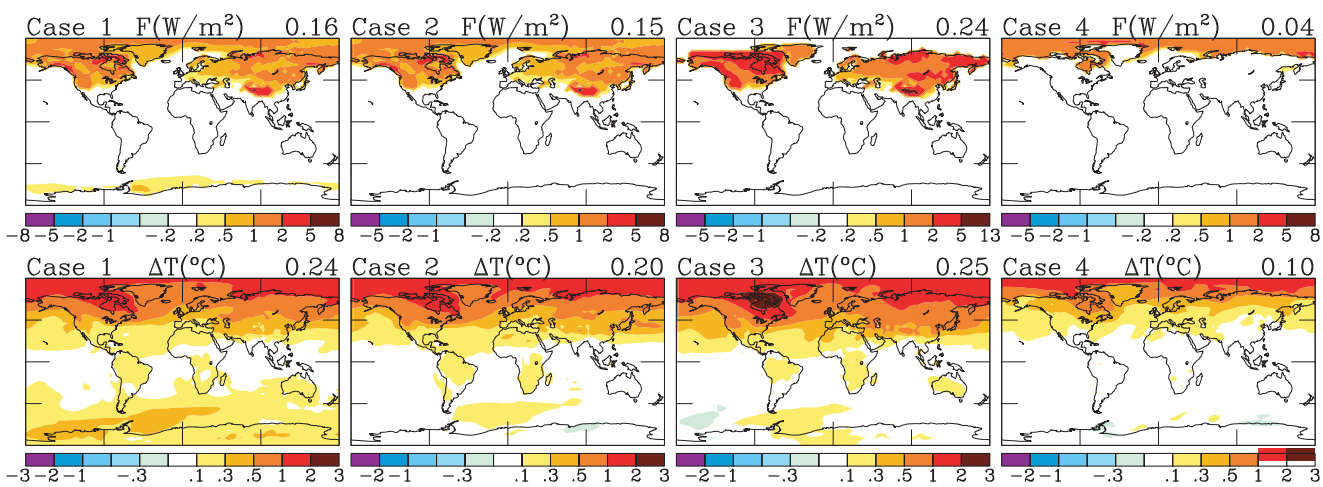 Case 1 F(W/m²) 0.16 Case 2 F(W/m²) 0.15 Case 3 F(W/m²) 0.24 Case 4 F(W/m²) 0.04
-8 -5 -2 -1 -.2 .2 .5 1 2 5 8 -5 -2 -1 -.2 .2 .5 1 2 5 8 -5 -2 -1 -.2 .2 .5 1 2 5 13 -5 -2 -1 -.2 .2 .5 1 2 5 8
Case 1 ΔT(°C) 0.24 Case 2 ΔT(°C) 0.20 Case 3 ΔT(°C) 0.25 Case 4 ΔT(°C) 0.10
-3 -2 -1 -.3 .1 .3 .5 1 2 3 -2 -1 -.3 .1 .3 .5 1 2 3 -2 -1 -.3 .1 .3 .5 1 2 3 -2 -1 -.3 .1 .3 .5 1 2 3